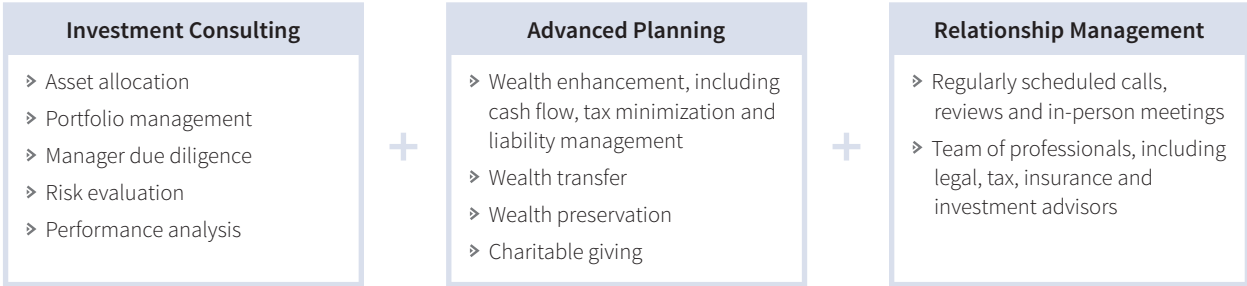 Investment Consulting
Asset allocation
Portfolio management
Manager due diligence
Risk evaluation
Performance analysis
+
Advanced Planning
Wealth enhancement, including
cash flow, tax minimization and
liability management
Wealth transfer
Wealth preservation
Charitable giving
+
Relationship Management
Regularly scheduled calls,
reviews and in-person meetings
Team of professionals, including
legal, tax, insurance and
investment advisors